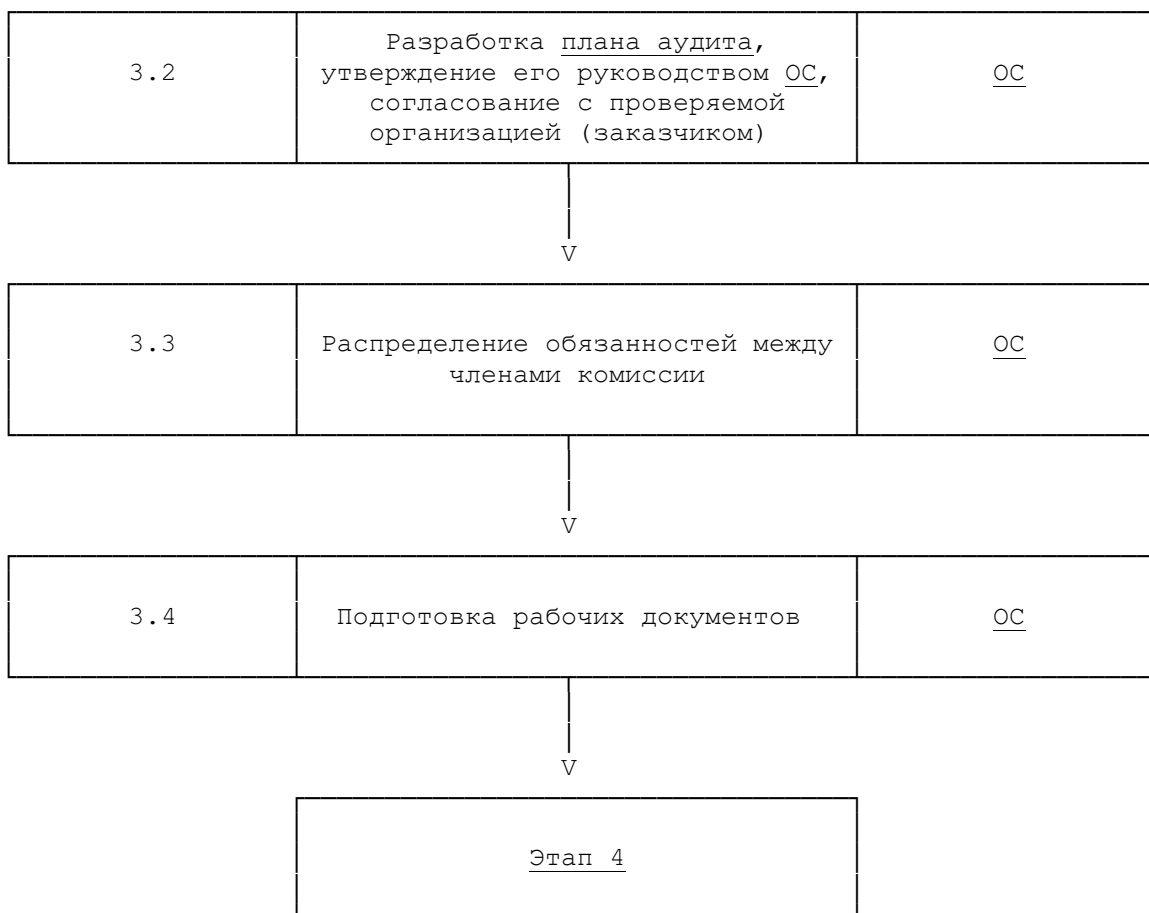 3.2
Разработка плана аудита,
утверждение его руководством ОС,
согласование с проверяемой
организацией (заказчиком)
ОС
V
3.3
Распределение обязанностей между
членами комиссии
ОС
V
3.4
Подготовка рабочих документов
ОС
V
Этап 4